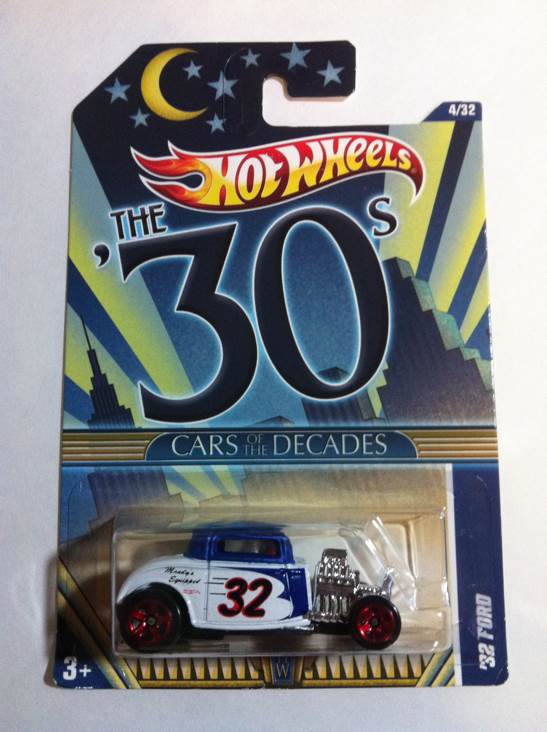 4/32
HOT WHEELS
THE
'30s
CARS OF THE DECADES
32
3+
W
'32 FORD